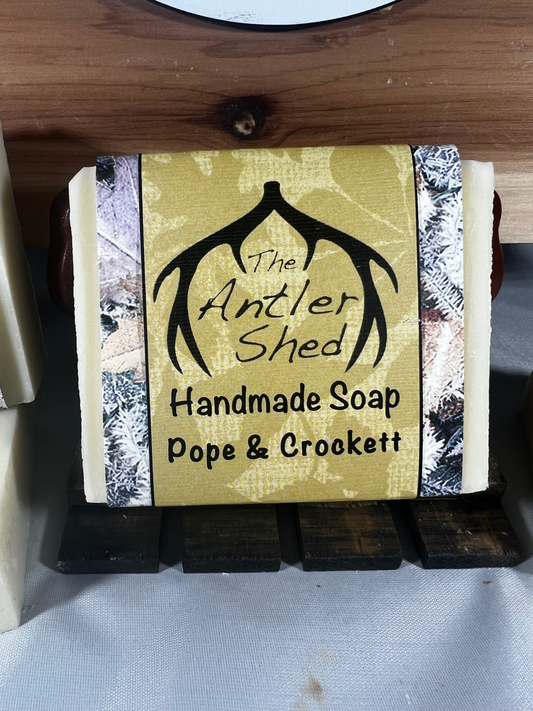 The
Antler
Shed
Handmade Soap
Pope & Crockett